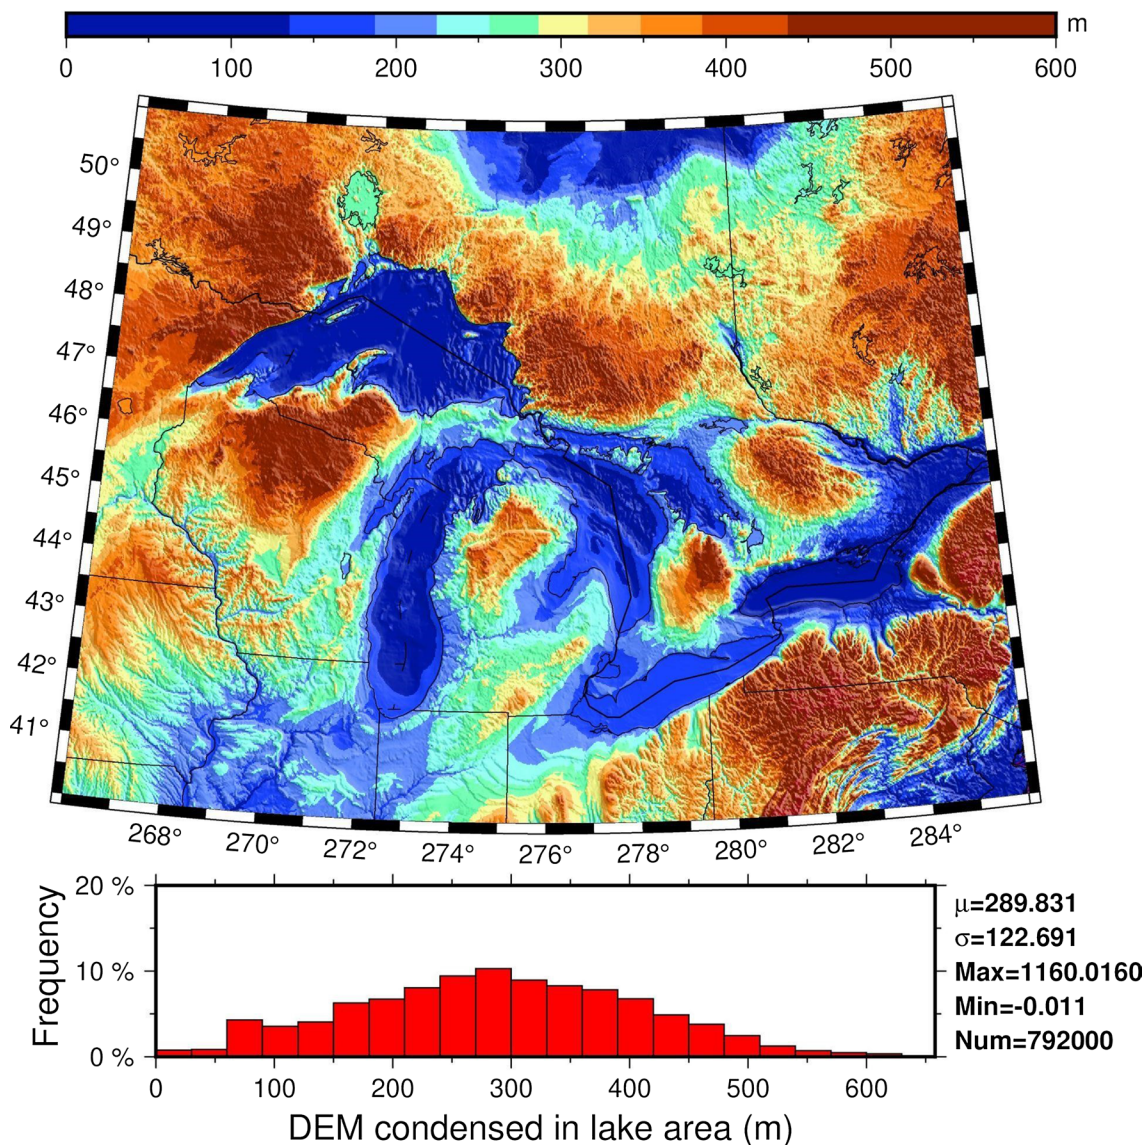 m
0 100 200 300 400 500 600
50°
49°
48°
47°
46°
45°
44°
43°
42°
41°
268° 270° 272° 274° 276° 278° 280° 282° 284°
20 %
10 %
0 %
Frequency
0 100 200 300 400 500 600
DEM condensed in lake area (m)
μ=289.831
σ=122.691
Max=1160.0160
Min=-0.011
Num=792000